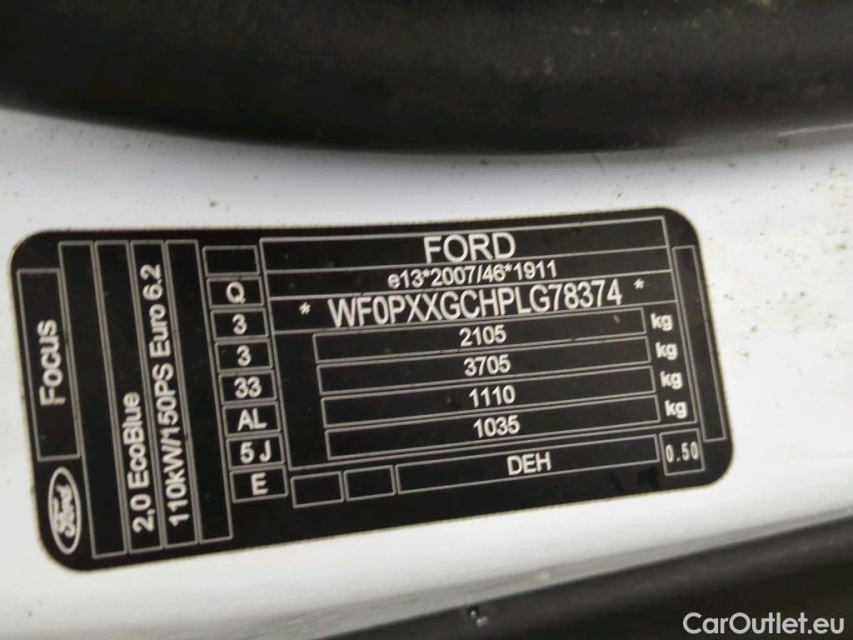 FORD
e13*2007/46*1911
* WF0PXXGCHPLG78374 *
2105 kg
3705 kg
1110 kg
1035 kg
DEH
0.50
Q
3
3
33
AL
5J
E
Focus
Ford
2,0 EcoBlue
110kW/150PS Euro 6.2
CarOutlet.eu